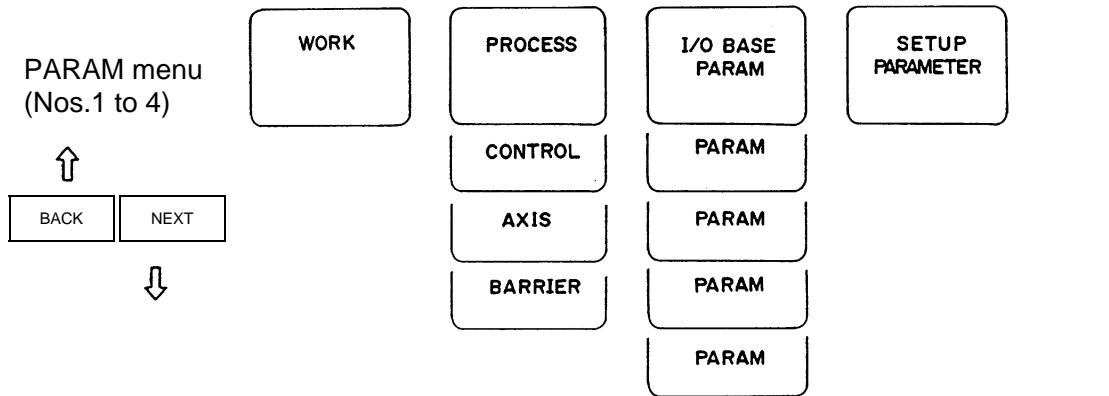 PARAM menu
(Nos.1 to 4)
BACK
NEXT
WORK
PROCESS
CONTROL
AXIS
BARRIER
I/O BASE
PARAM
PARAM
PARAM
PARAM
PARAM
SETUP
PARAMETER